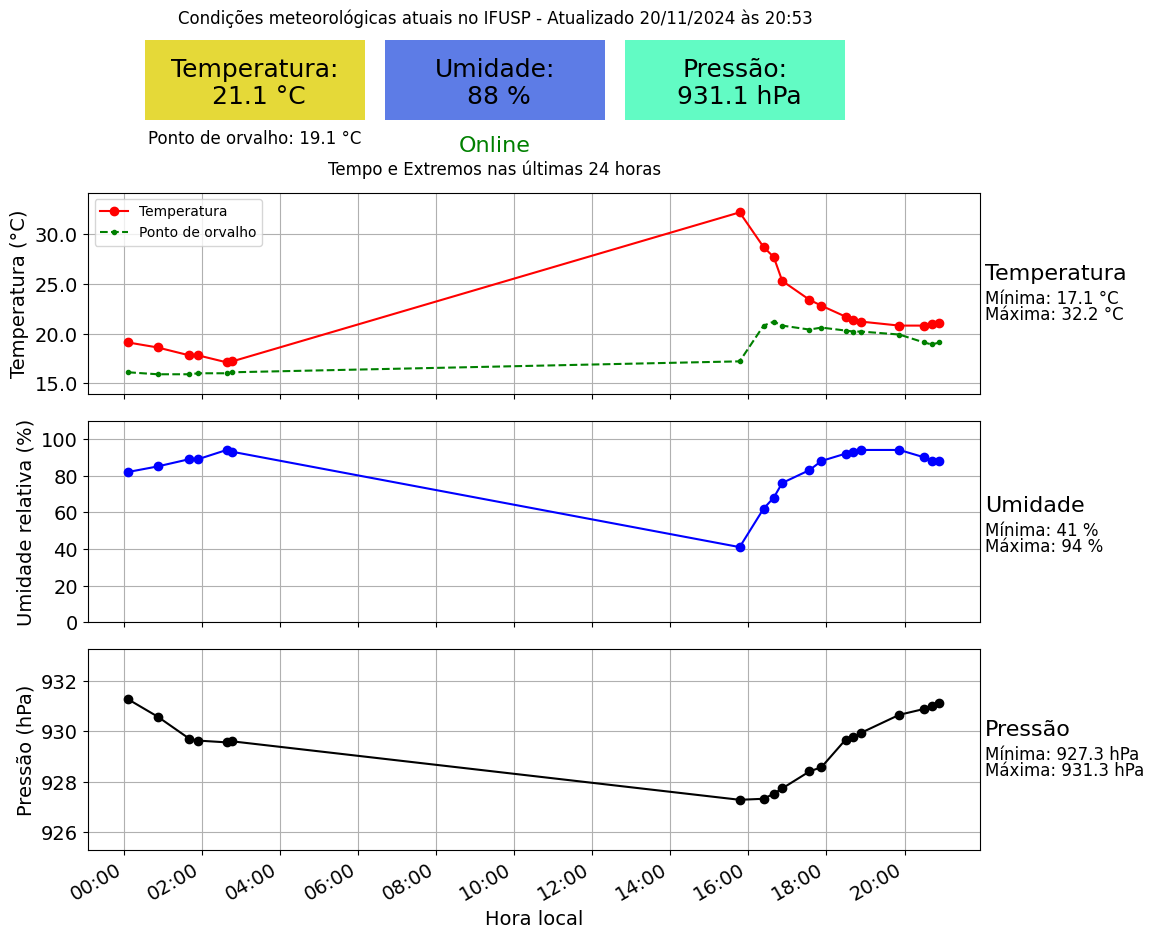 Condições meteorológicas atuais no IFUSP - Atualizado 20/11/2024 às 20:53
Temperatura:
21.1 °C
Umidade:
88 %
Pressão:
931.1 hPa
Ponto de orvalho: 19.1 °C
Online
Tempo e Extremos nas últimas 24 horas
Temperatura (°C)
30.0
25.0
20.0
15.0
Temperatura
Ponto de orvalho
Temperatura
Mínima: 17.1 °C
Máxima: 32.2 °C
Umidade relativa (%)
100
80
60
40
20
0
Umidade
Mínima: 41 %
Máxima: 94 %
Pressão (hPa)
932
930
928
926
Pressão
Mínima: 927.3 hPa
Máxima: 931.3 hPa
00:00 02:00 04:00 06:00 08:00 10:00 12:00 14:00 16:00 18:00 20:00
Hora local